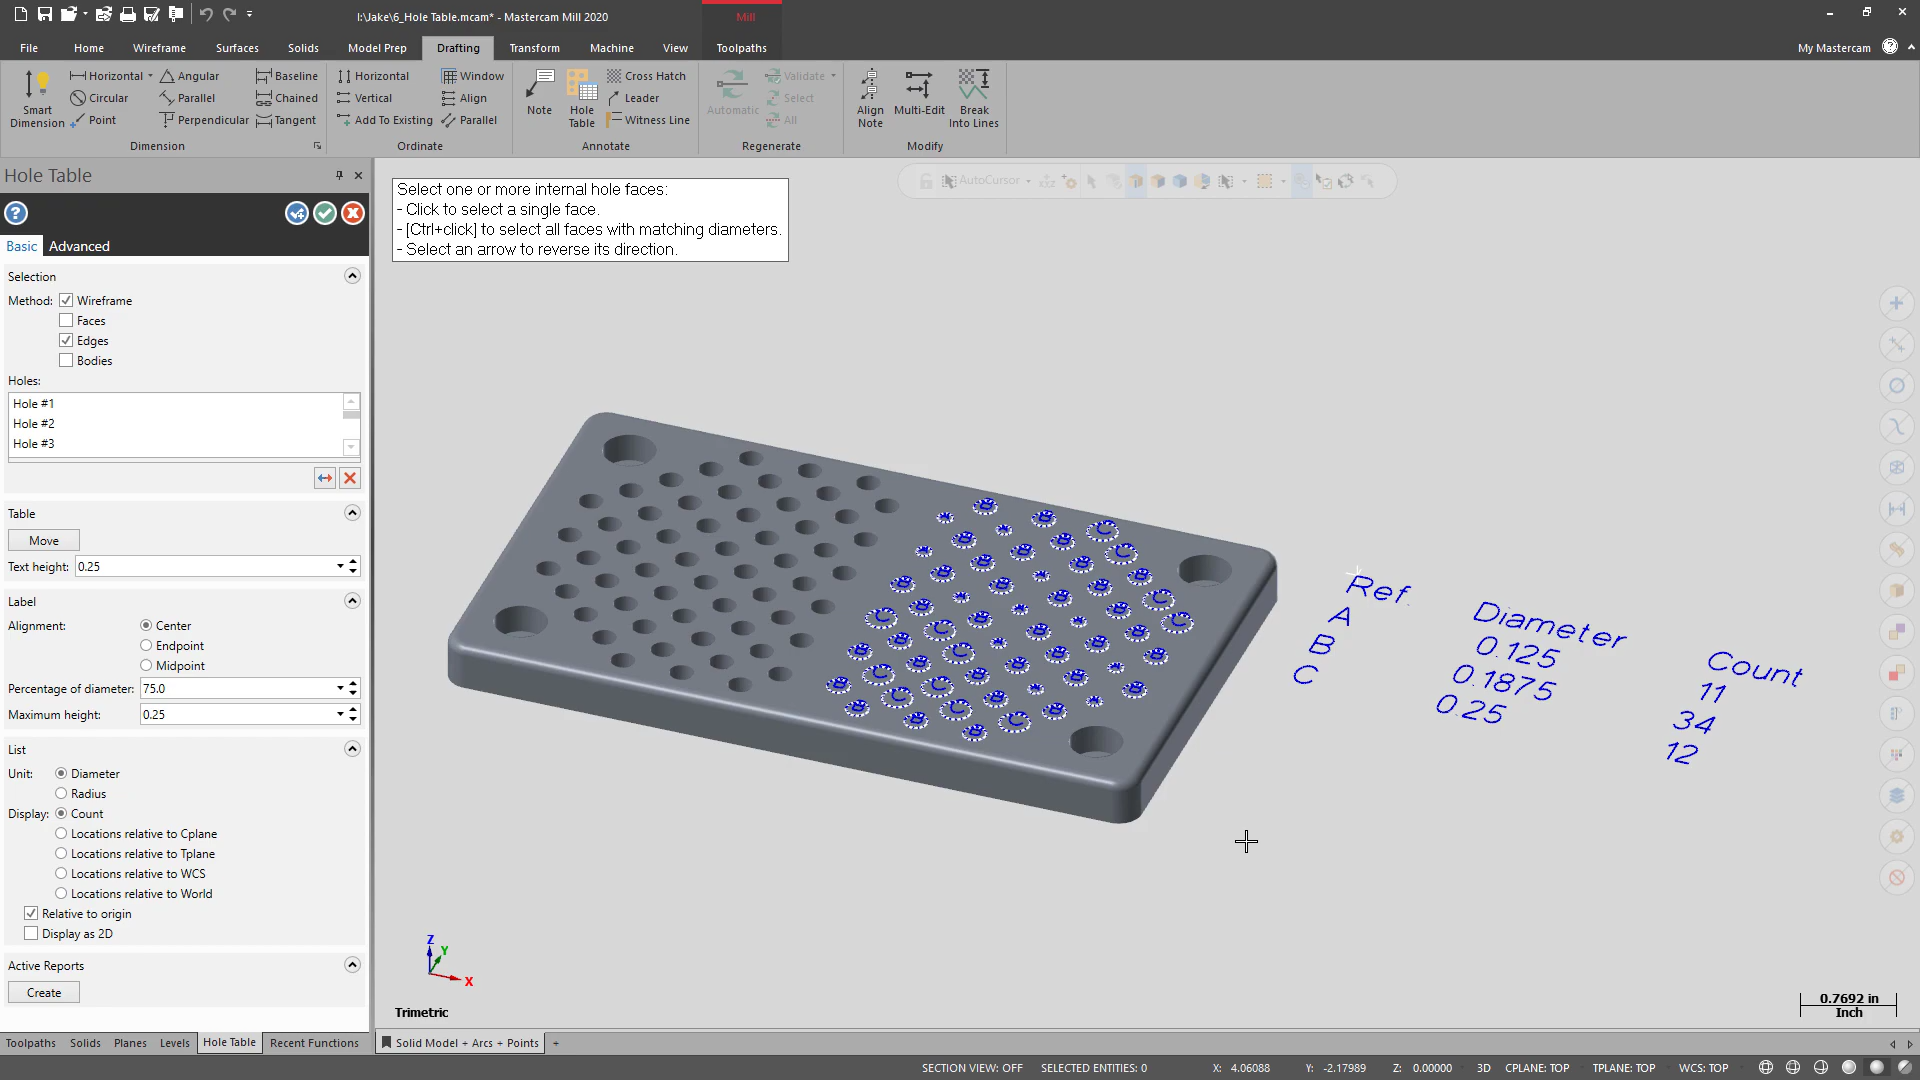 I:\Jake\6_Hole Table.mcam* - Mastercam Mill 2020
Mill
File Home Wireframe Surfaces Solids Model Prep Drafting Transform Machine View Toolpaths
My Mastercam
Smart Dimension
Horizontal
Circular
Point
Angular
Parallel
Perpendicular
Baseline
Chained
Tangent
Dimension
Horizontal
Vertical
Add To Existing
Window
Align
Parallel
Ordinate
Note
Hole Table
Cross Hatch
Leader
Witness Line
Annotate
Automatic
Validate
Select
All
Regenerate
Align Note
Multi-Edit
Break Into Lines
Modify
Hole Table
Basic Advanced
Selection
Method: Wireframe
Faces
Edges
Bodies
Holes:
Hole #1
Hole #2
Hole #3
Table
Move
Text height: 0.25
Label
Alignment: Center
Endpoint
Midpoint
Percentage of diameter: 75.0
Maximum height: 0.25
List
Unit: Diameter
Radius
Display: Count
Locations relative to Cplane
Locations relative to Tplane
Locations relative to WCS
Locations relative to World
Relative to origin
Display as 2D
Active Reports
Create
Toolpaths Solids Planes Levels Hole Table Recent Functions
Select one or more internal hole faces:
- Click to select a single face.
- [Ctrl+click] to select all faces with matching diameters.
- Select an arrow to reverse its direction.
AutoCursor
XYZ
Ref. Diameter Count
A 0.125 11
B 0.1875 34
C 0.25 12
Z
Y
X
Trimetric
0.7692 in
Inch
Solid Model + Arcs + Points +
SECTION VIEW: OFF SELECTED ENTITIES: 0 X: 4.06088 Y: -2.17989 Z: 0.00000 3D CPLANE: TOP TPLANE: TOP WCS: TOP